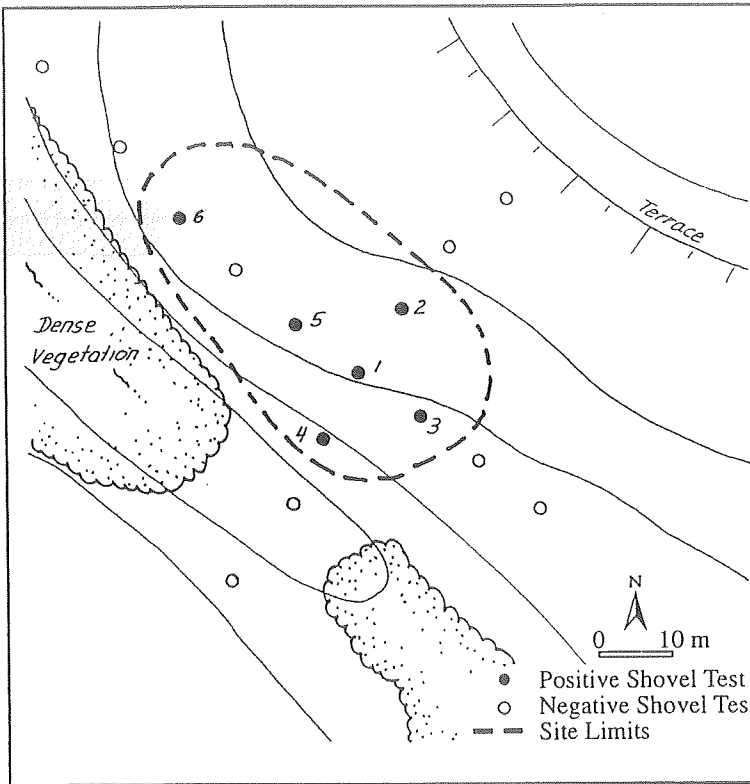 Terrace
6
2
5
Dense
Vegetation
1
3
4
N
0 10 m
Positive Shovel Test
Negative Shovel Tes
Site Limits